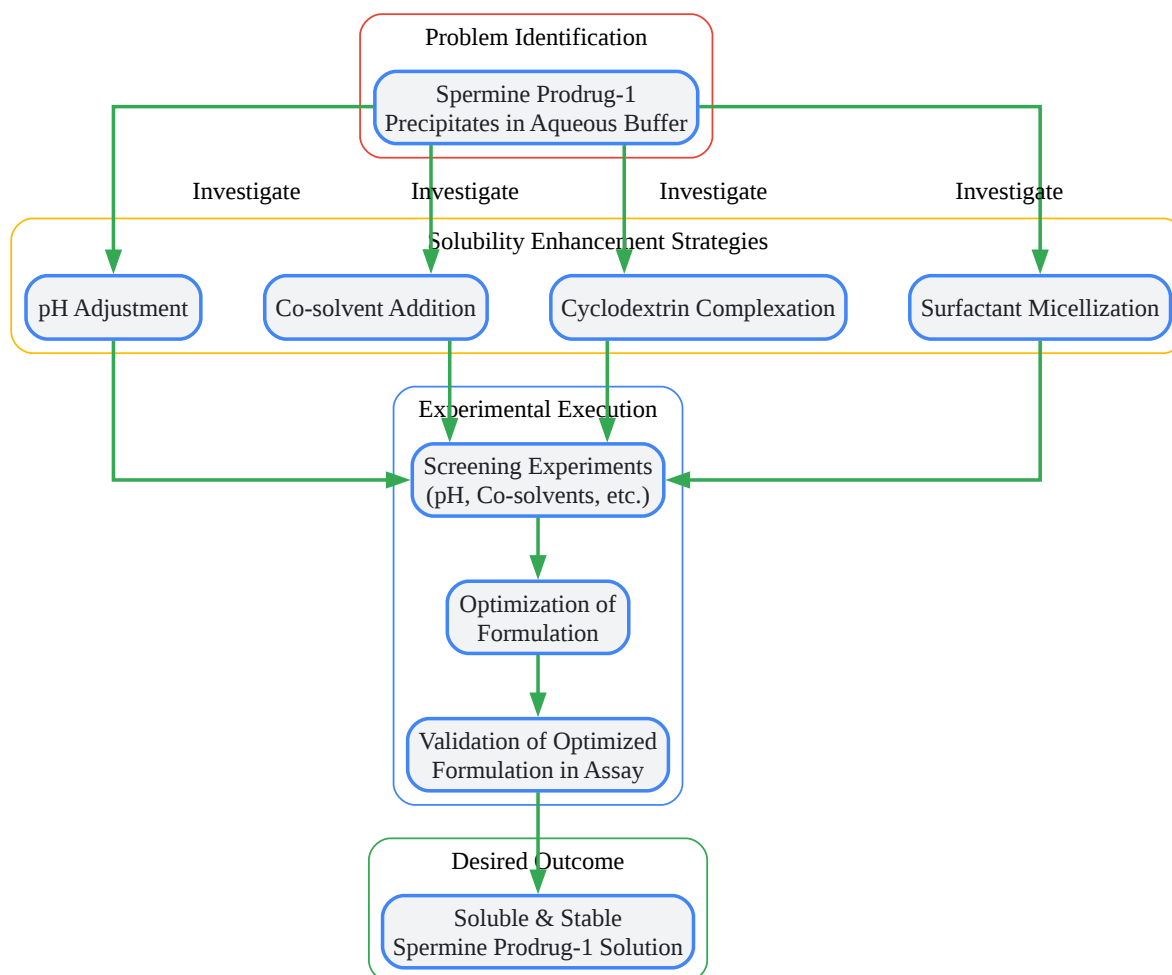 Problem Identification
Spermine Prodrug-1
Precipitates in Aqueous Buffer
Investigate
Investigate
Investigate
Investigate
Solubility Enhancement Strategies
pH Adjustment
Co-solvent Addition
Cyclodextrin Complexation
Surfactant Micellization
Experimental Execution
Screening Experiments
(pH, Co-solvents, etc.)
Optimization of
Formulation
Validation of Optimized
Formulation in Assay
Desired Outcome
Soluble & Stable
Spermine Prodrug-1 Solution